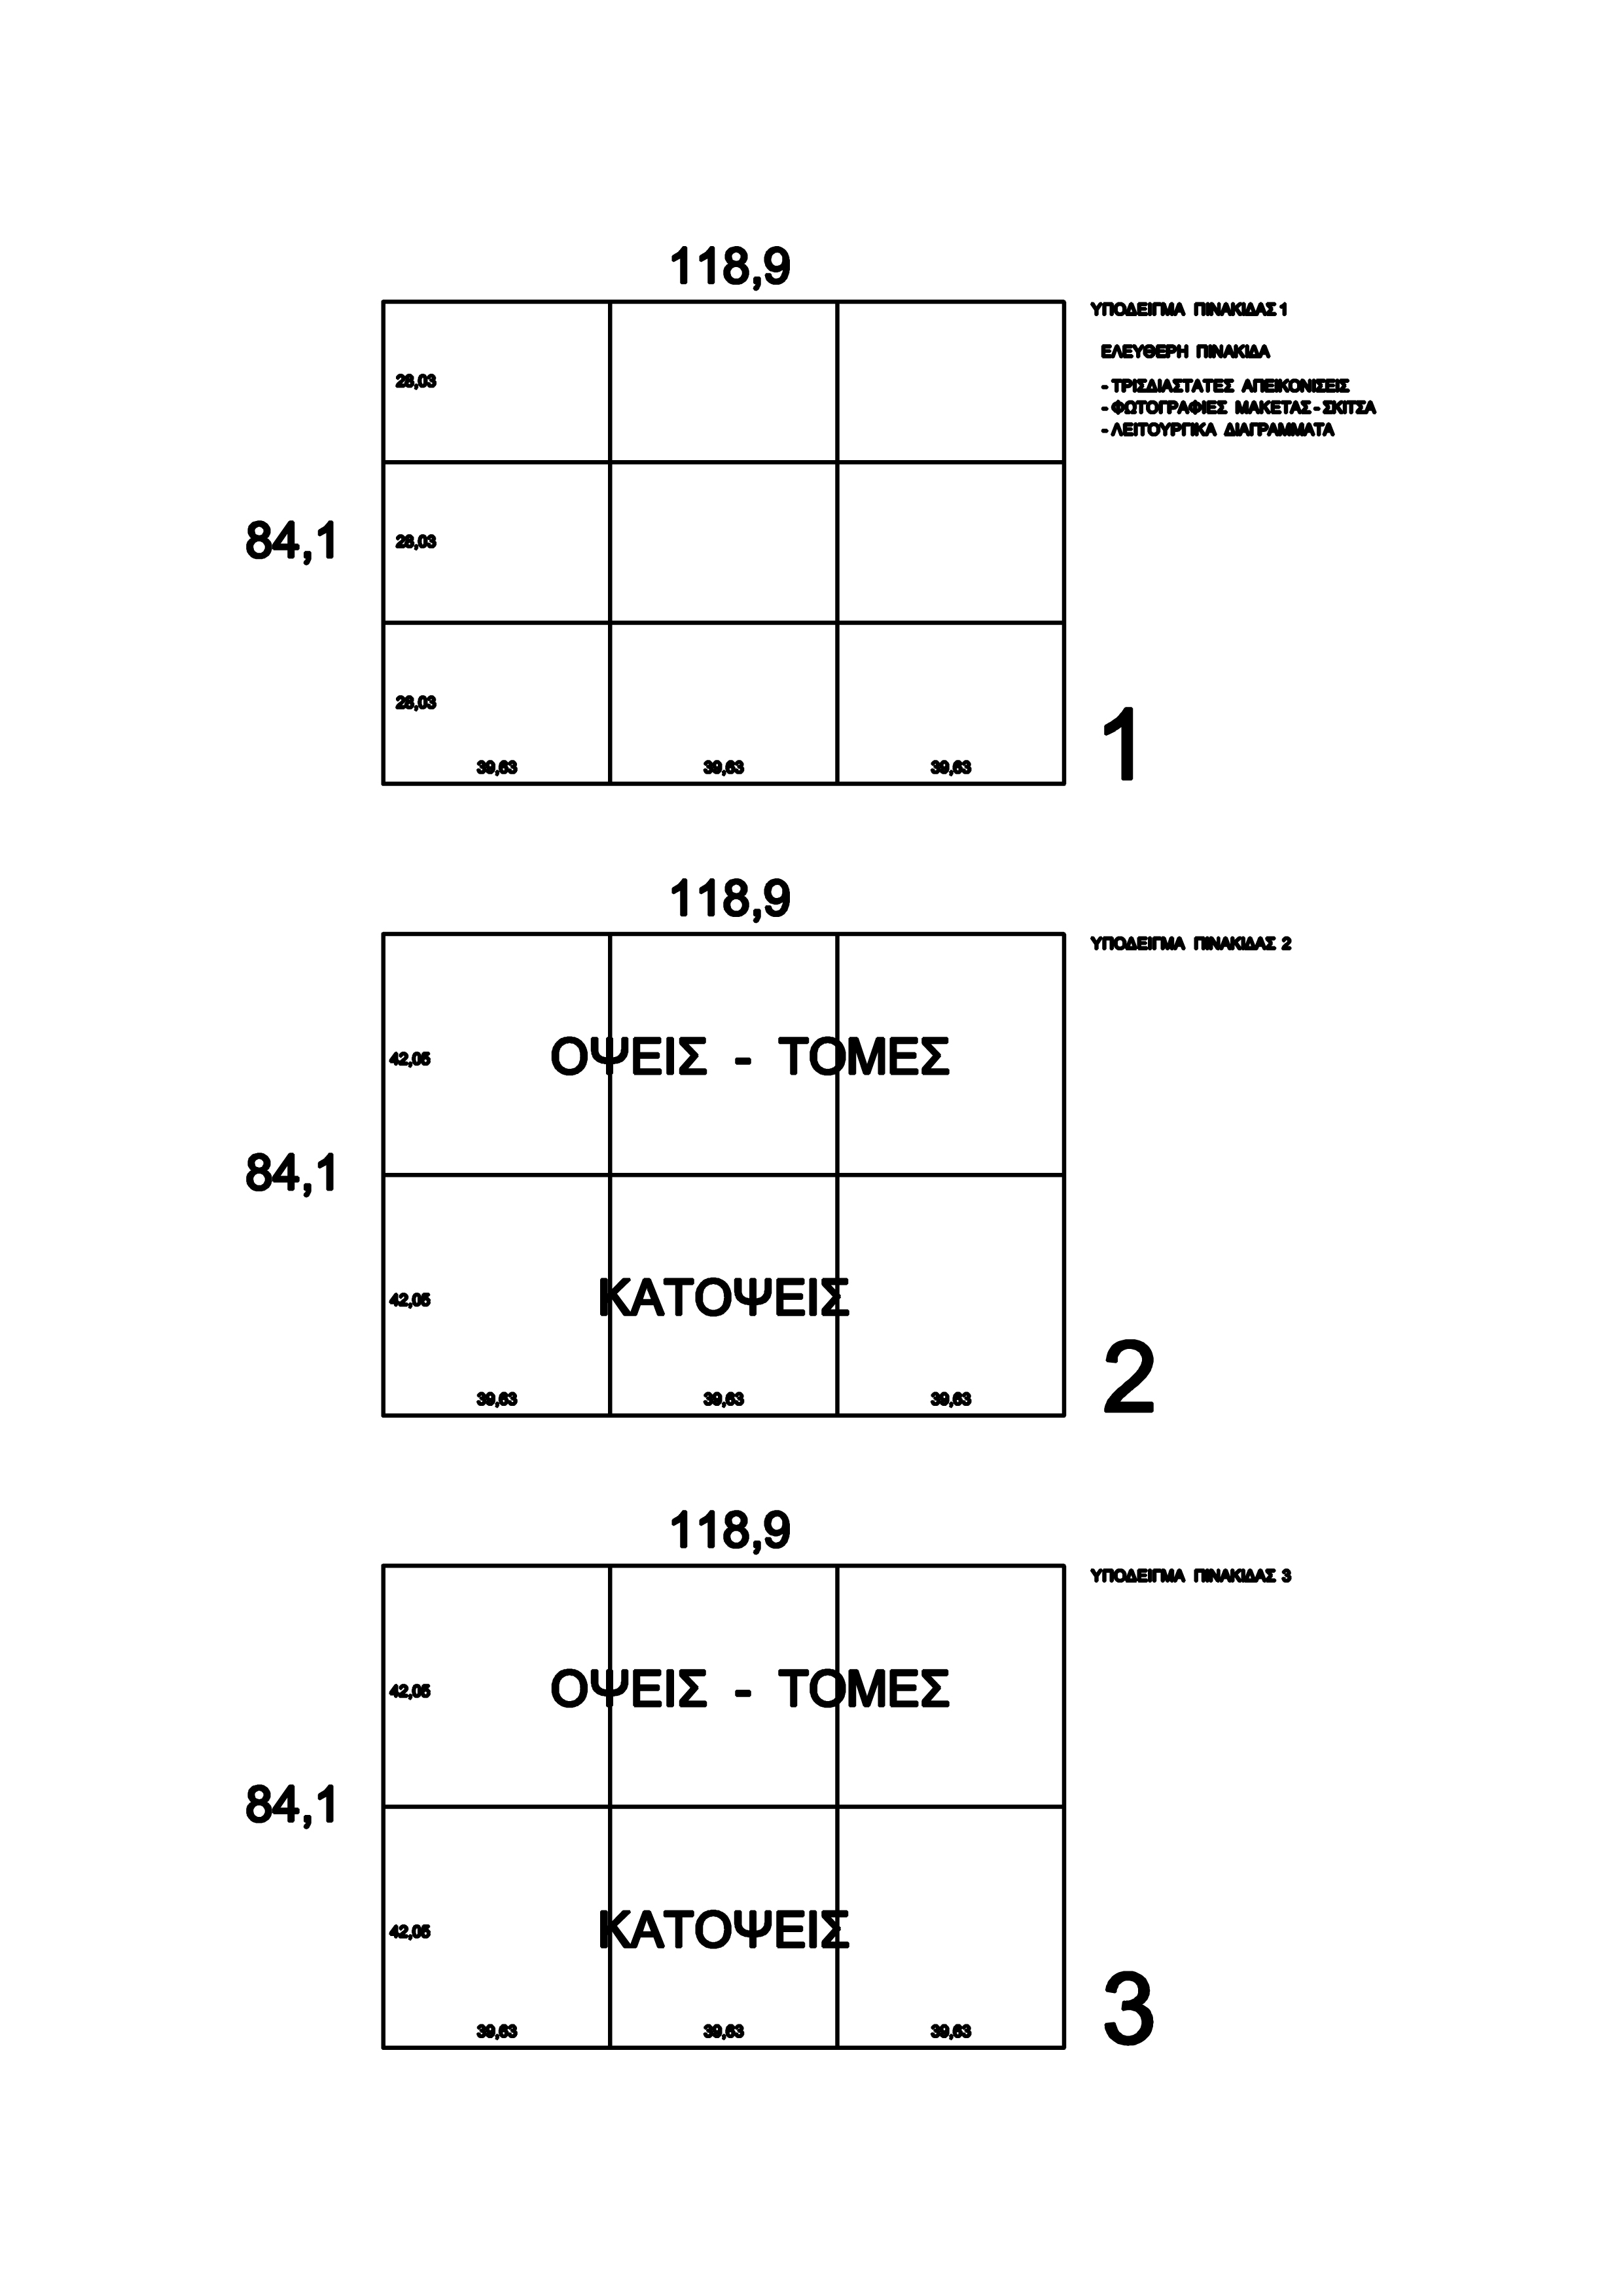 118,9
ΥΠΟΔΕΙΓΜΑ ΠΙΝΑΚΙΔΑΣ 1
ΕΛΕΥΘΕΡΗ ΠΙΝΑΚΙΔΑ
- ΤΡΙΣΔΙΑΣΤΑΤΕΣ ΑΠΕΙΚΟΝΙΣΕΙΣ
- ΦΩΤΟΓΡΑΦΙΕΣ ΜΑΚΕΤΑΣ - ΣΚΙΤΣΑ
- ΛΕΙΤΟΥΡΓΙΚΑ ΔΙΑΓΡΑΜΜΑΤΑ
28,03
84,1
28,03
28,03
39,63 39,63 39,63
1
118,9
ΥΠΟΔΕΙΓΜΑ ΠΙΝΑΚΙΔΑΣ 2
42,05 ΟΨΕΙΣ - ΤΟΜΕΣ
84,1
42,05 ΚΑΤΟΨΕΙΣ
39,63 39,63 39,63
2
118,9
ΥΠΟΔΕΙΓΜΑ ΠΙΝΑΚΙΔΑΣ 3
42,05 ΟΨΕΙΣ - ΤΟΜΕΣ
84,1
42,05 ΚΑΤΟΨΕΙΣ
39,63 39,63 39,63
3